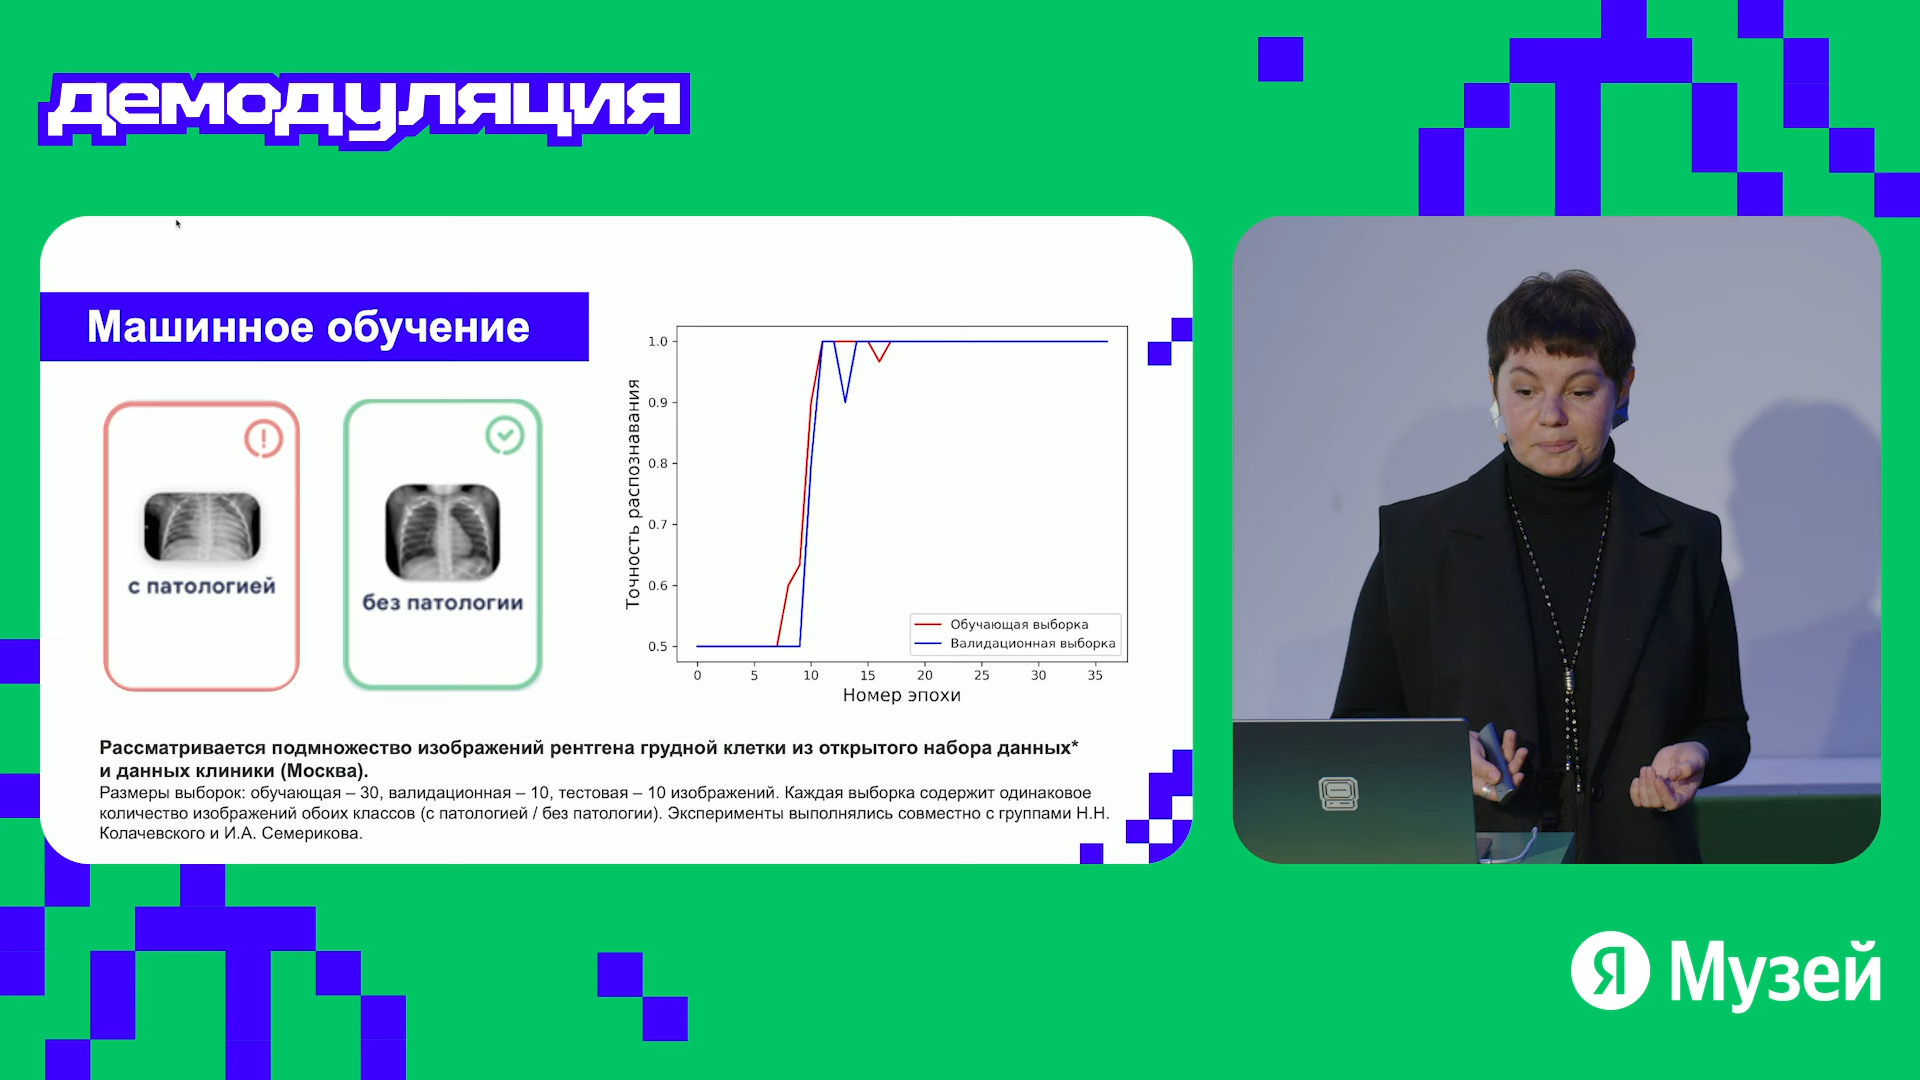 демодуляция
Машинное обучение
с патологией
без патологии
Точность распознавания
1.0
0.9
0.8
0.7
0.6
0.5
0
5
10
15
20
25
30
35
Номер эпохи
Обучающая выборка
Валидационная выборка
Рассматривается подмножество изображений рентгена грудной клетки из открытого набора данных*
и данных клиники (Москва).
Размеры выборок: обучающая – 30, валидационная – 10, тестовая – 10 изображений. Каждая выборка содержит одинаковое
количество изображений обоих классов (с патологией / без патологии). Эксперименты выполнялись совместно с группами Н.Н.
Колачевского и И.А. Семерикова.
Я Музей